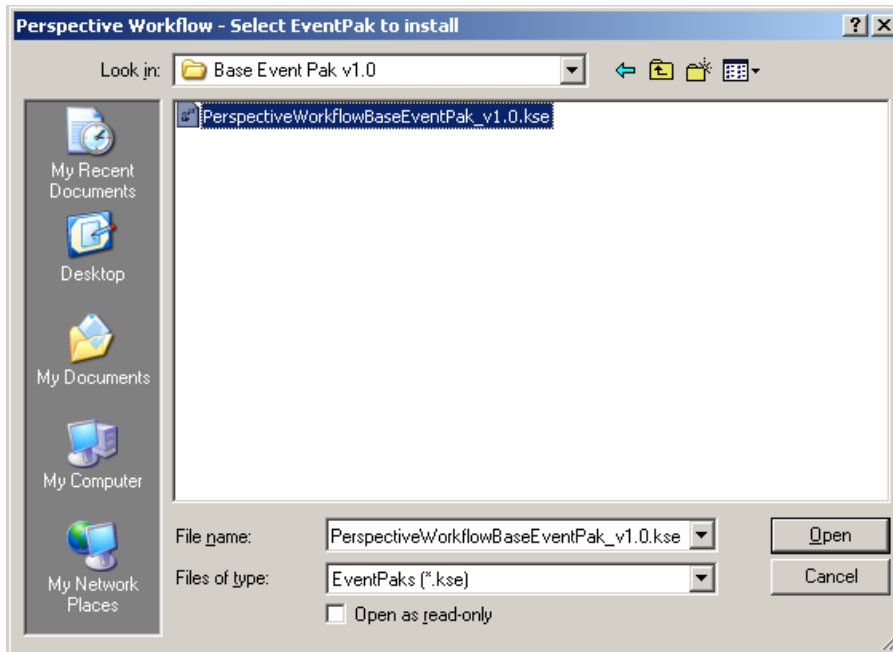 Perspective Workflow - Select EventPak to install
Look in:
Base Event Pak v1.0
PerspectiveWorkflowBaseEventPak_v1.0.kse
My Recent
Documents
Desktop
My Documents
My Computer
My Network
Places
File name:
PerspectiveWorkflowBaseEventPak_v1.0.kse
Open
Files of type:
EventPaks (*.kse)
Cancel
Open as read-only